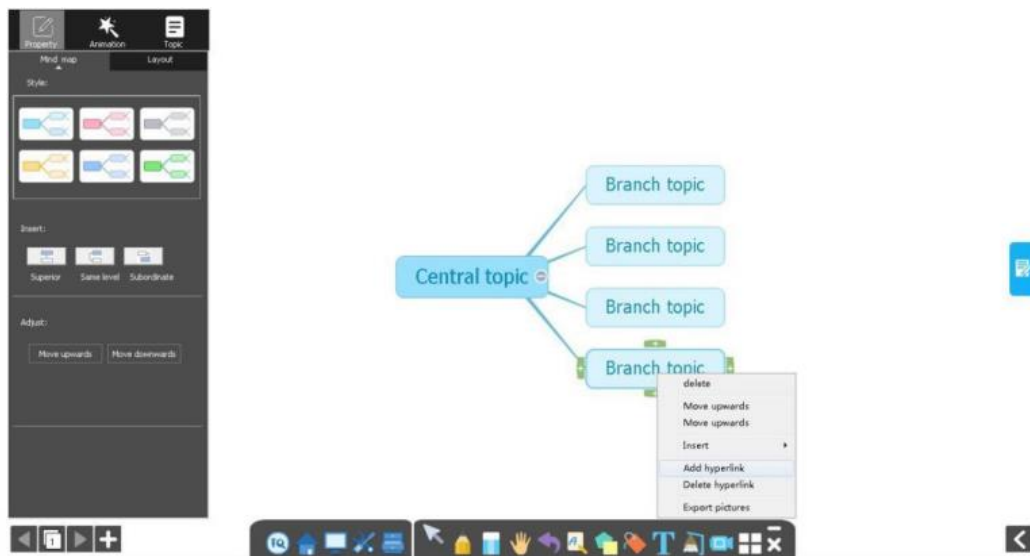 Property Animation Topic
Mind map Layout
Style:
Insert:
Superior Same level Subordinate
Adjust:
Move upwards Move downwards
Branch topic
Branch topic
Central topic
Branch topic
Branch topic
delete
Move upwards
Move upwards
Insert
Add hyperlink
Delete hyperlink
Export pictures
1
IQ
T